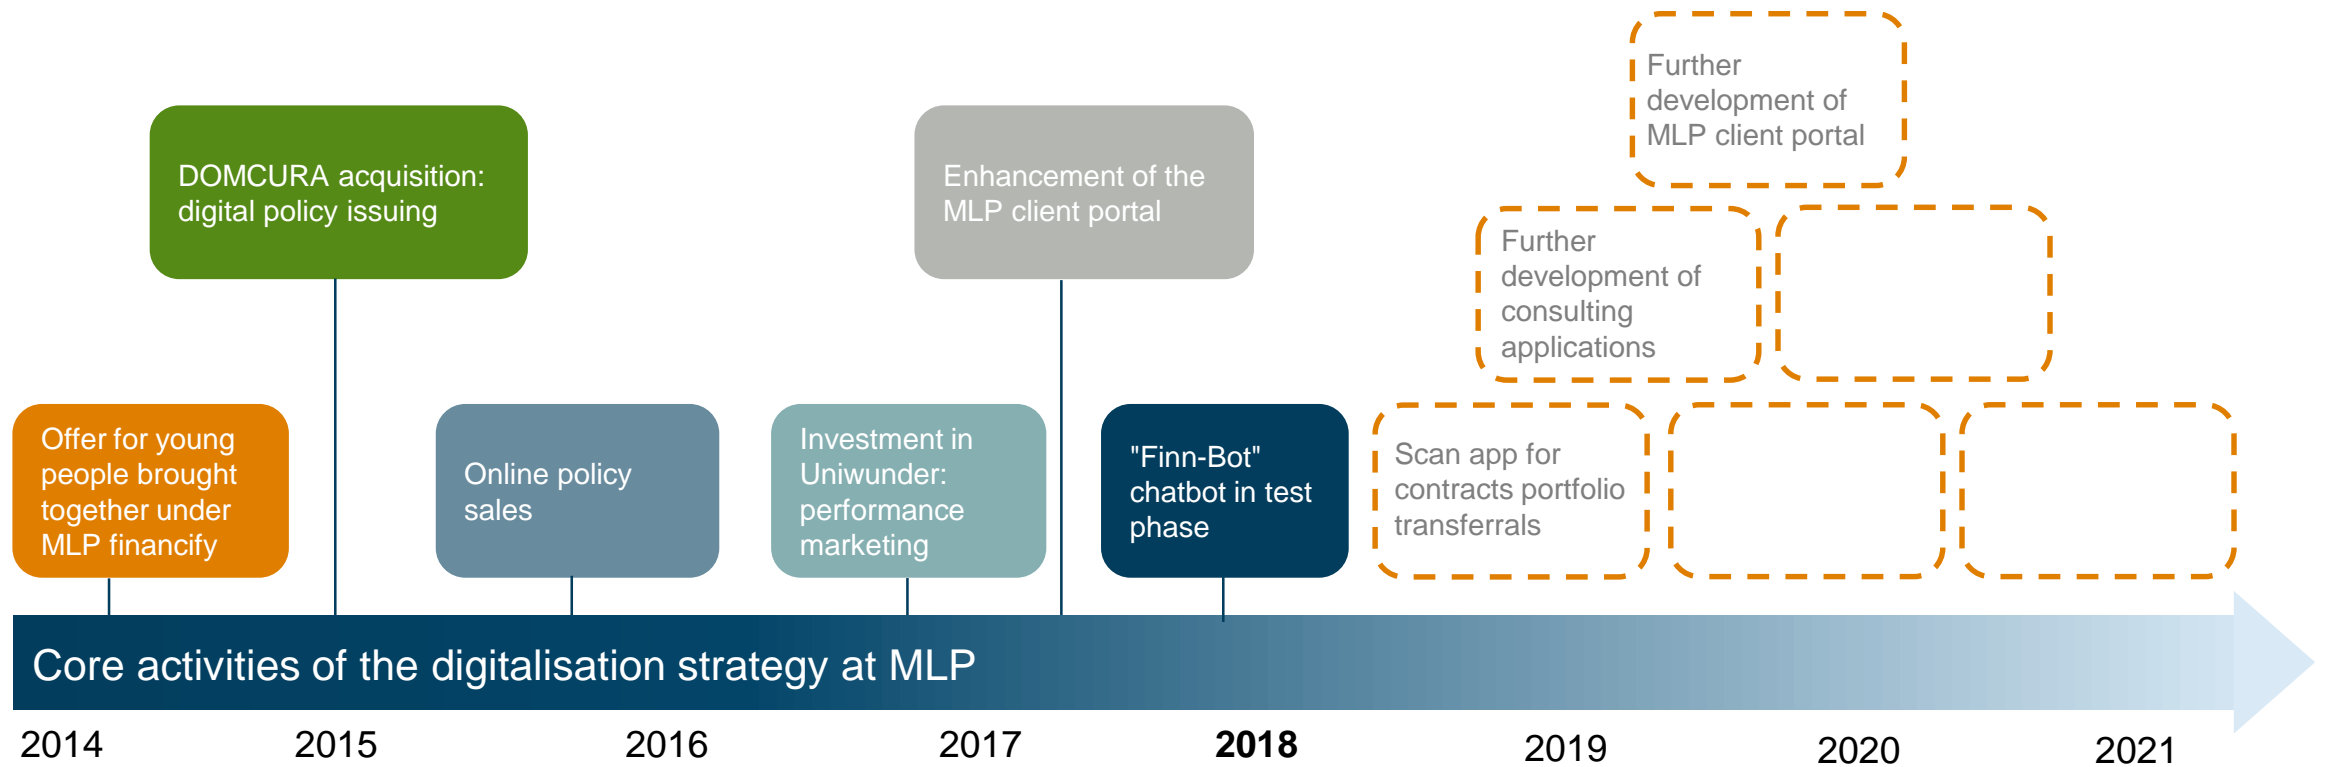 Further
development of
MLP client portal
DOMCURA acquisition:
digital policy issuing
Enhancement of the
MLP client portal
Further
development of
consulting
applications
Offer for young
people brought
together under
MLP financify
Online policy
sales
Investment in
Uniwunder:
performance
marketing
"Finn-Bot"
chatbot in test
phase
Scan app for
contracts portfolio
transferrals
Core activities of the digitalisation strategy at MLP
2014 2015 2016 2017 2018 2019 2020 2021